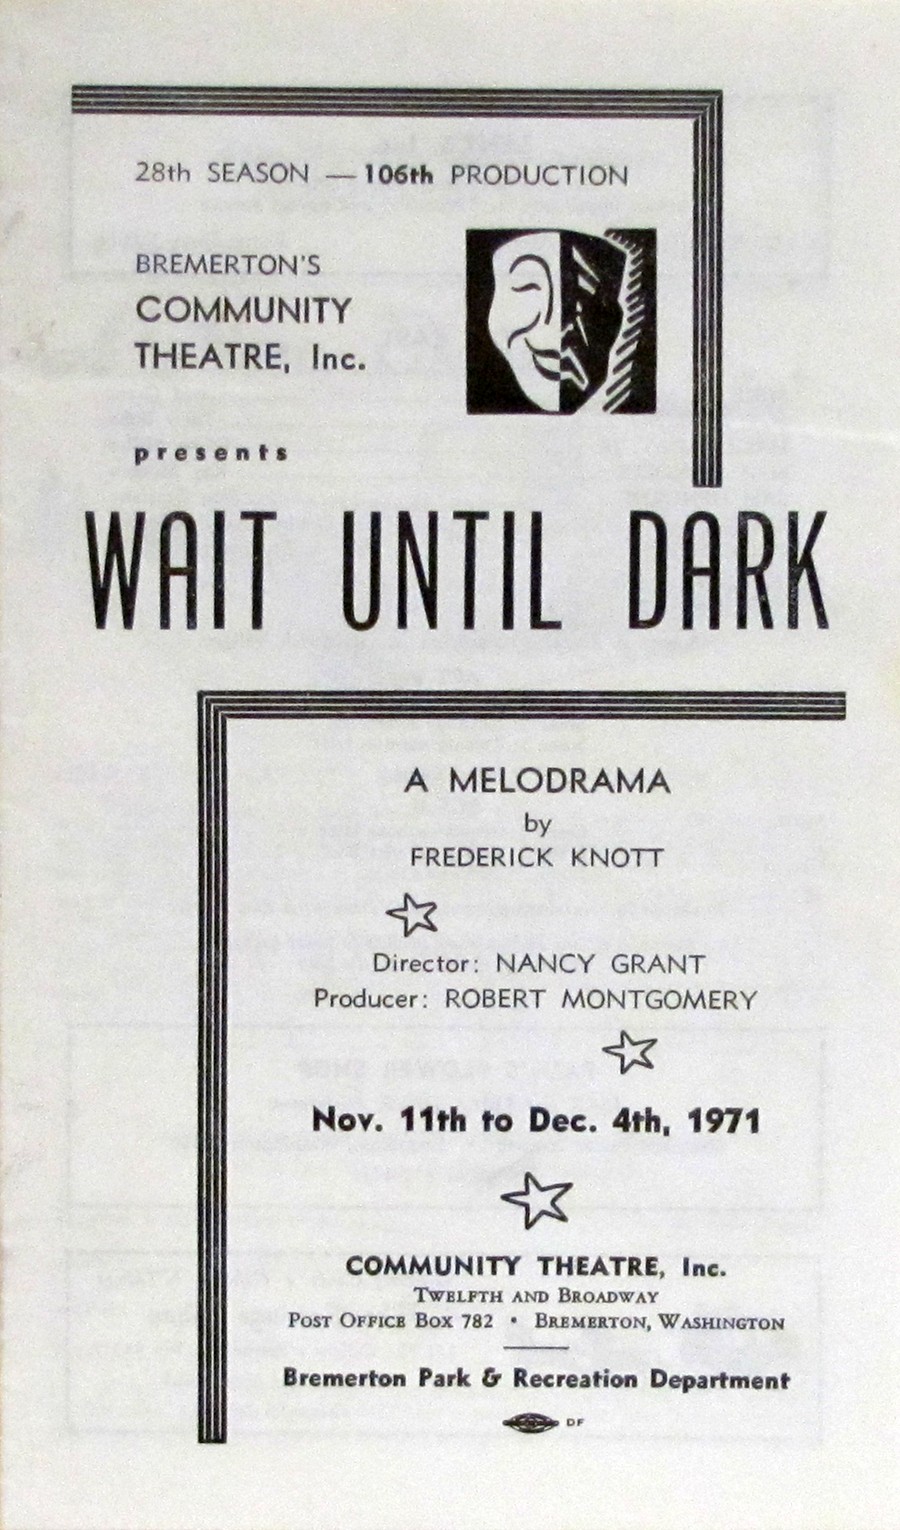 28th SEASON — 106th PRODUCTION
BREMERTON'S
COMMUNITY
THEATRE, Inc.
presents
WAIT UNTIL DARK
A MELODRAMA
by
FREDERICK KNOTT
Director: NANCY GRANT
Producer: ROBERT MONTGOMERY
Nov. 11th to Dec. 4th, 1971
COMMUNITY THEATRE, Inc.
TWELFTH AND BROADWAY
POST OFFICE BOX 782 • BREMERTON, WASHINGTON
Bremerton Park & Recreation Department
DF